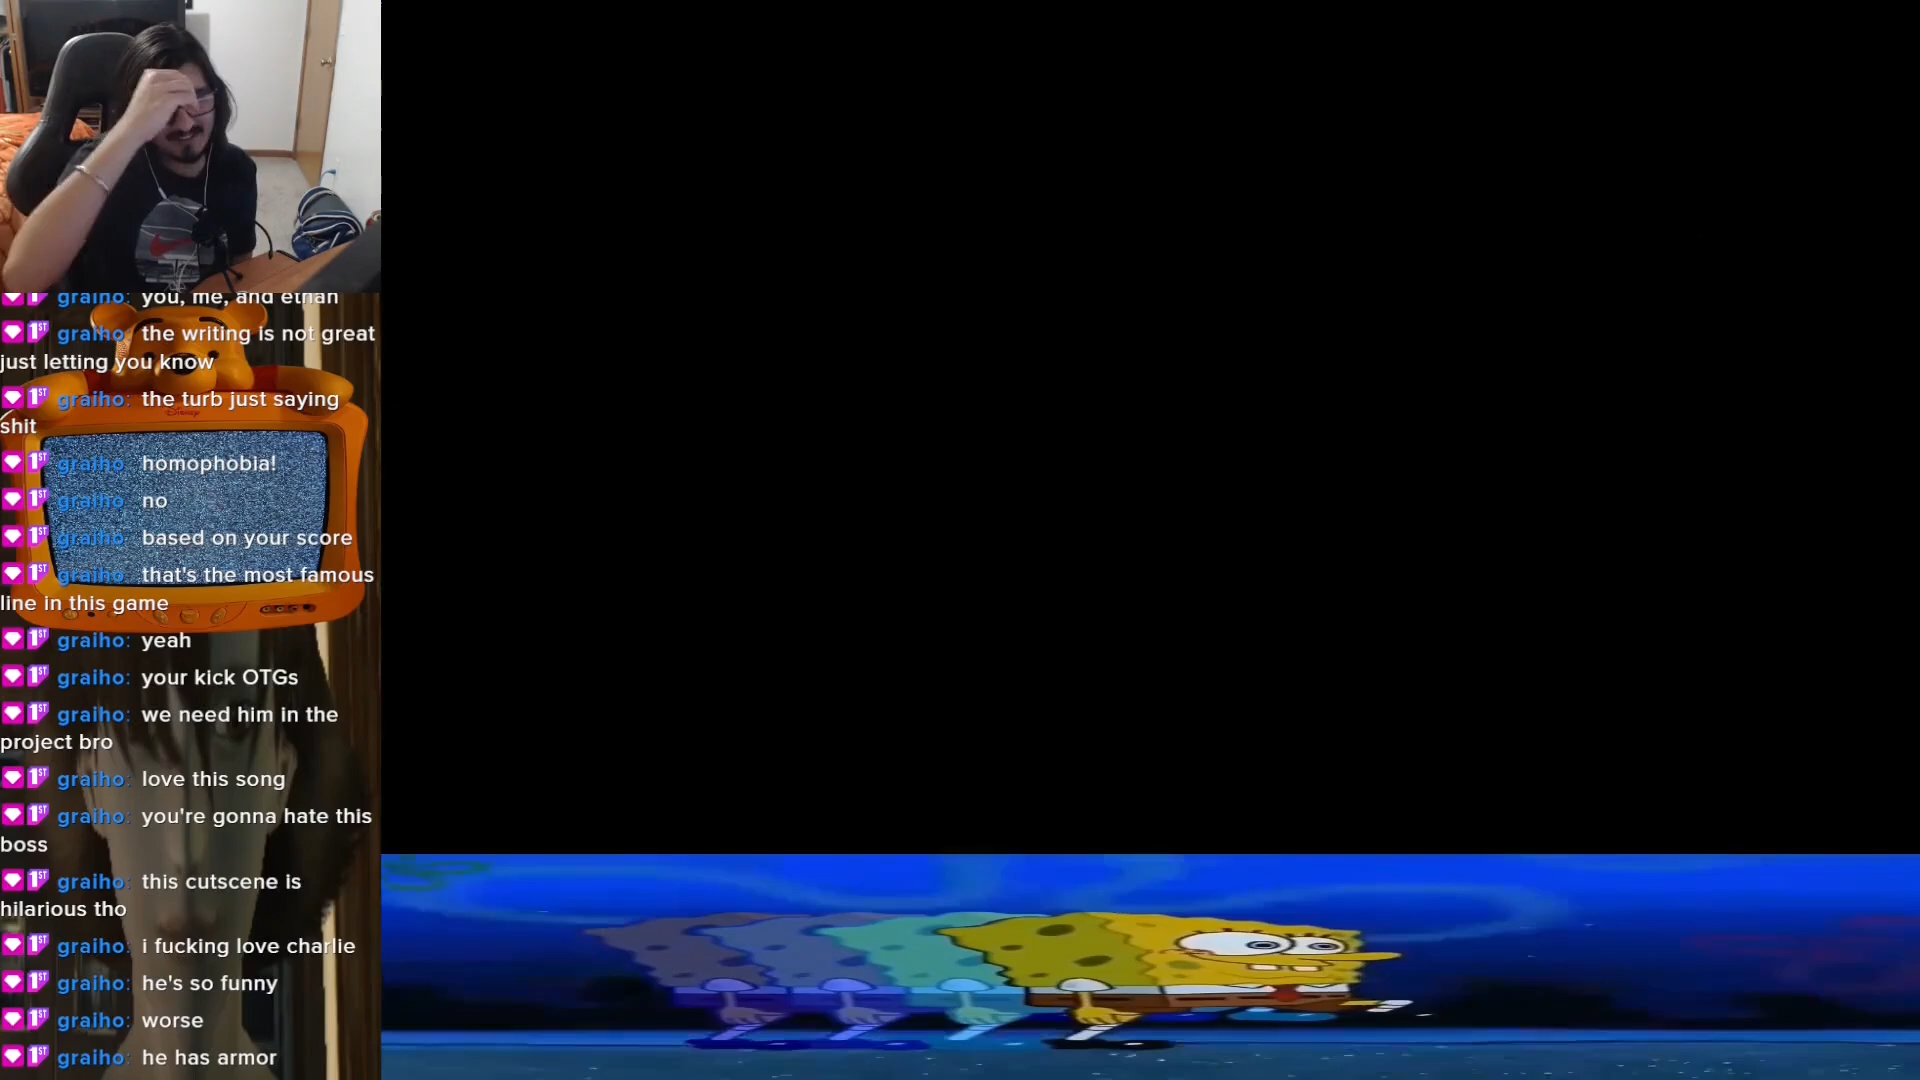 graiho: you, me, and ethan
graiho: the writing is not great
just letting you know
graiho: the turb just saying
shit
Disney
graiho: homophobia!
graiho: no
graiho: based on your score
graiho: that's the most famous
line in this game
graiho: yeah
graiho: your kick OTGs
graiho: we need him in the
project bro
graiho: love this song
graiho: you're gonna hate this
boss
graiho: this cutscene is
hilarious tho
graiho: i fucking love charlie
graiho: he's so funny
graiho: worse
graiho: he has armor